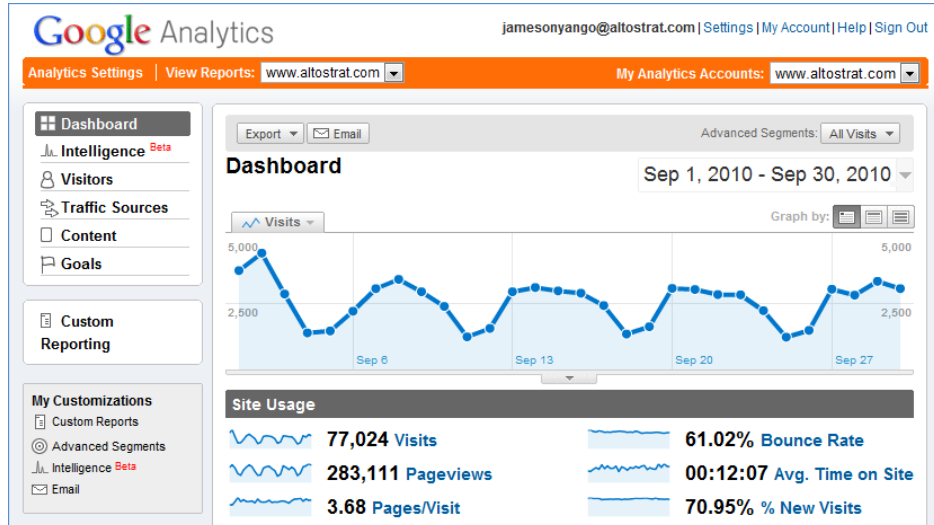 Google Analytics
jamesonyango@altostrat.com | Settings | My Account | Help | Sign Out
Analytics Settings | View Reports: www.altostrat.com
My Analytics Accounts: www.altostrat.com
Dashboard
Intelligence Beta
Visitors
Traffic Sources
Content
Goals
Custom
Reporting
My Customizations
Custom Reports
Advanced Segments
Intelligence Beta
Email
Export
Email
Advanced Segments: All Visits
Dashboard
Sep 1, 2010 - Sep 30, 2010
Visits
Graph by:
5,000 5,000
2,500 2,500
Sep 6 Sep 13 Sep 20 Sep 27
Site Usage
77,024 Visits
61.02% Bounce Rate
283,111 Pageviews
00:12:07 Avg. Time on Site
3.68 Pages/Visit
70.95% % New Visits